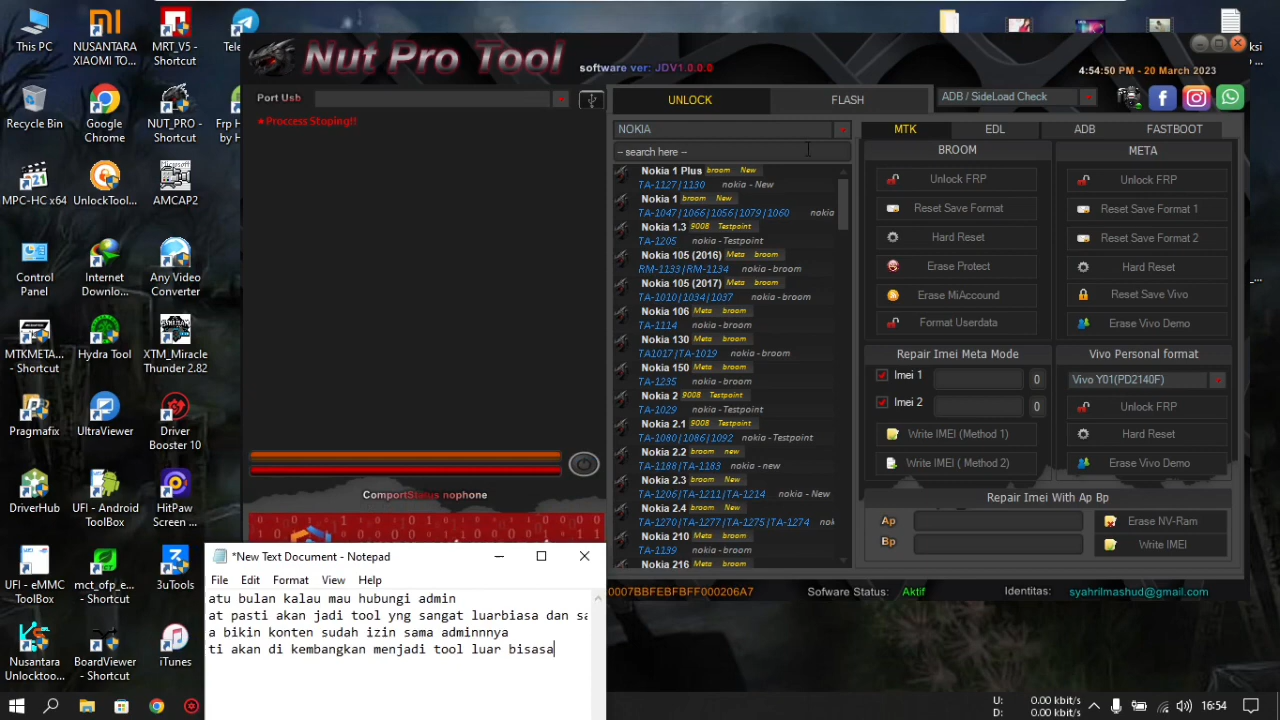 This PC
NUSANTARA XIAOMI TO...
MRT_V5 - Shortcut
Tele
Recycle Bin
Google Chrome
NUT_PRO - Shortcut
Frp H
by H
MPC-HC x64
UnlockTool...
AMCAP2
Control Panel
Internet Downlo...
Any Video Converter
MTKMETA... - Shortcut
Hydra Tool
XTM_Miracle Thunder 2.82
Pragmafix
UltraViewer
Driver Booster 10
DriverHub
UFI - Android ToolBox
HitPaw Screen ...
UFI - eMMC ToolBox
mct_ofp_e... - Shortcut
3uTools
Nusantara Unlocktoo...
BoardViewer - Shortcut
iTunes
Nut Pro Tool
software ver: JDV1.0.0.0
4:54:50 PM - 20 March 2023
Port Usb
★Proccess Stoping!!
UNLOCK
FLASH
ADB / SideLoad Check
NOKIA
-- search here --
Nokia 1 Plus broom New
TA-1127|1130 nokia - New
Nokia 1 broom New
TA-1047|1066|1056|1079|1060 nokia
Nokia 1.3 9008 Testpoint
TA-1205 nokia - Testpoint
Nokia 105 (2016) Meta broom
RM-1133|RM-1134 nokia - broom
Nokia 105 (2017) Meta broom
TA-1010|1034|1037 nokia - broom
Nokia 106 Meta broom
TA-1114 nokia - broom
Nokia 130 Meta broom
TA1017|TA-1019 nokia - broom
Nokia 150 Meta broom
TA-1235 nokia - broom
Nokia 2 9008 Testpoint
TA-1029 nokia - Testpoint
Nokia 2.1 9008 Testpoint
TA-1080|1086|1092 nokia - Testpoint
Nokia 2.2 broom new
TA-1188|TA-1183 nokia - new
Nokia 2.3 broom New
TA-1206|TA-1211|TA-1214 nokia - New
Nokia 2.4 broom New
TA-1270|TA-1277|TA-1275|TA-1274 nok
Nokia 210 Meta broom
TA-1139 nokia - broom
Nokia 216 Meta broom
MTK
EDL
ADB
FASTBOOT
BROOM
META
Unlock FRP
Reset Save Format
Hard Reset
Erase Protect
Erase MiAccound
Format Userdata
Unlock FRP
Reset Save Format 1
Reset Save Format 2
Hard Reset
Reset Save Vivo
Erase Vivo Demo
Repair Imei Meta Mode
Imei 1
0
Imei 2
0
Write IMEI (Method 1)
Write IMEI ( Method 2)
Vivo Personal format
Vivo Y01(PD2140F)
Unlock FRP
Hard Reset
Erase Vivo Demo
Repair Imei With Ap Bp
Ap
Bp
Erase NV-Ram
Write IMEI
ComportStatus nophone
0007BBFEBFBFF000206A7
Sofware Status: Aktif
Identitas: syahrilmashud@gmail.com
*New Text Document - Notepad
File Edit Format View Help
atu bulan kalau mau hubungi admin
at pasti akan jadi tool yng sangat luarbiasa dan sa
a bikin konten sudah izin sama adminnnya
ti akan di kembangkan menjadi tool luar bisasa
U: 0.00 kbit/s
D: 0.00 kbit/s
16:54